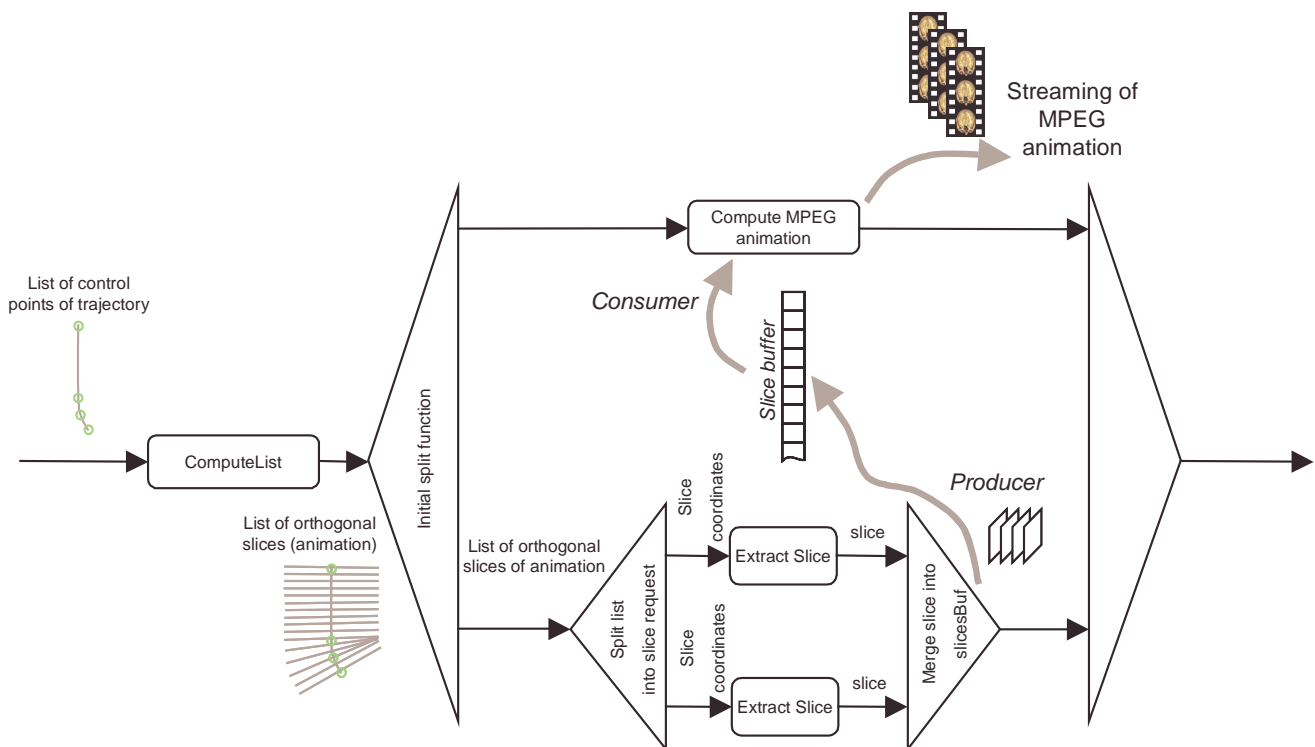 Streaming of
MPEG
animation
Compute MPEG
animation
List of control
points of trajectory
Consumer
Slice buffer
ComputeList
Initial split function
Producer
List of orthogonal
slices (animation)
List of orthogonal
slices of animation
Split list
into slice request
Slice
coordinates
Extract Slice
slice
Slice
coordinates
Extract Slice
slice
Merge slice into
slicesBuf